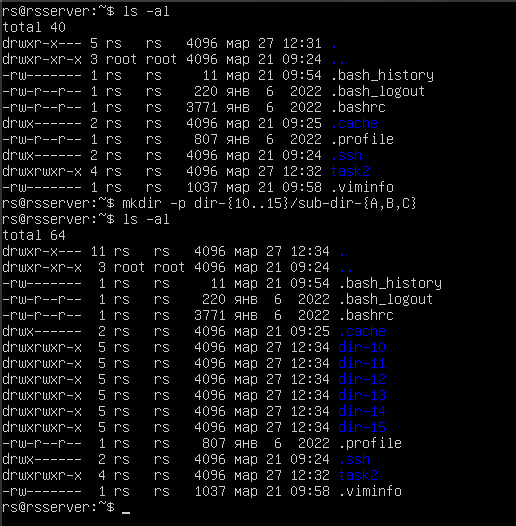 rs@rsserver:~$ ls -al
total 40
drwxr-x--- 5 rs   rs   4096 мар 27 12:31 .
drwxr-xr-x 3 root root 4096 мар 21 09:24 ..
-rw------- 1 rs   rs     11 мар 21 09:54 .bash_history
-rw-r--r-- 1 rs   rs    220 янв  6  2022 .bash_logout
-rw-r--r-- 1 rs   rs   3771 янв  6  2022 .bashrc
drwx------ 2 rs   rs   4096 мар 21 09:25 .cache
-rw-r--r-- 1 rs   rs    807 янв  6  2022 .profile
drwx------ 2 rs   rs   4096 мар 21 09:24 .ssh
drwxrwxr-x 4 rs   rs   4096 мар 27 12:32 task2
-rw------- 1 rs   rs   1037 мар 21 09:58 .viminfo
rs@rsserver:~$ mkdir -p dir-{10..15}/sub-dir-{A,B,C}
rs@rsserver:~$ ls -al
total 64
drwxr-x--- 11 rs   rs   4096 мар 27 12:34 .
drwxr-xr-x  3 root root 4096 мар 21 09:24 ..
-rw-------  1 rs   rs     11 мар 21 09:54 .bash_history
-rw-r--r--  1 rs   rs    220 янв  6  2022 .bash_logout
-rw-r--r--  1 rs   rs   3771 янв  6  2022 .bashrc
drwx------  2 rs   rs   4096 мар 21 09:25 .cache
drwxrwxr-x  5 rs   rs   4096 мар 27 12:34 dir-10
drwxrwxr-x  5 rs   rs   4096 мар 27 12:34 dir-11
drwxrwxr-x  5 rs   rs   4096 мар 27 12:34 dir-12
drwxrwxr-x  5 rs   rs   4096 мар 27 12:34 dir-13
drwxrwxr-x  5 rs   rs   4096 мар 27 12:34 dir-14
drwxrwxr-x  5 rs   rs   4096 мар 27 12:34 dir-15
-rw-r--r--  1 rs   rs    807 янв  6  2022 .profile
drwx------  2 rs   rs   4096 мар 21 09:24 .ssh
drwxrwxr-x  4 rs   rs   4096 мар 27 12:32 task2
-rw-------  1 rs   rs   1037 мар 21 09:58 .viminfo
rs@rsserver:~$ _